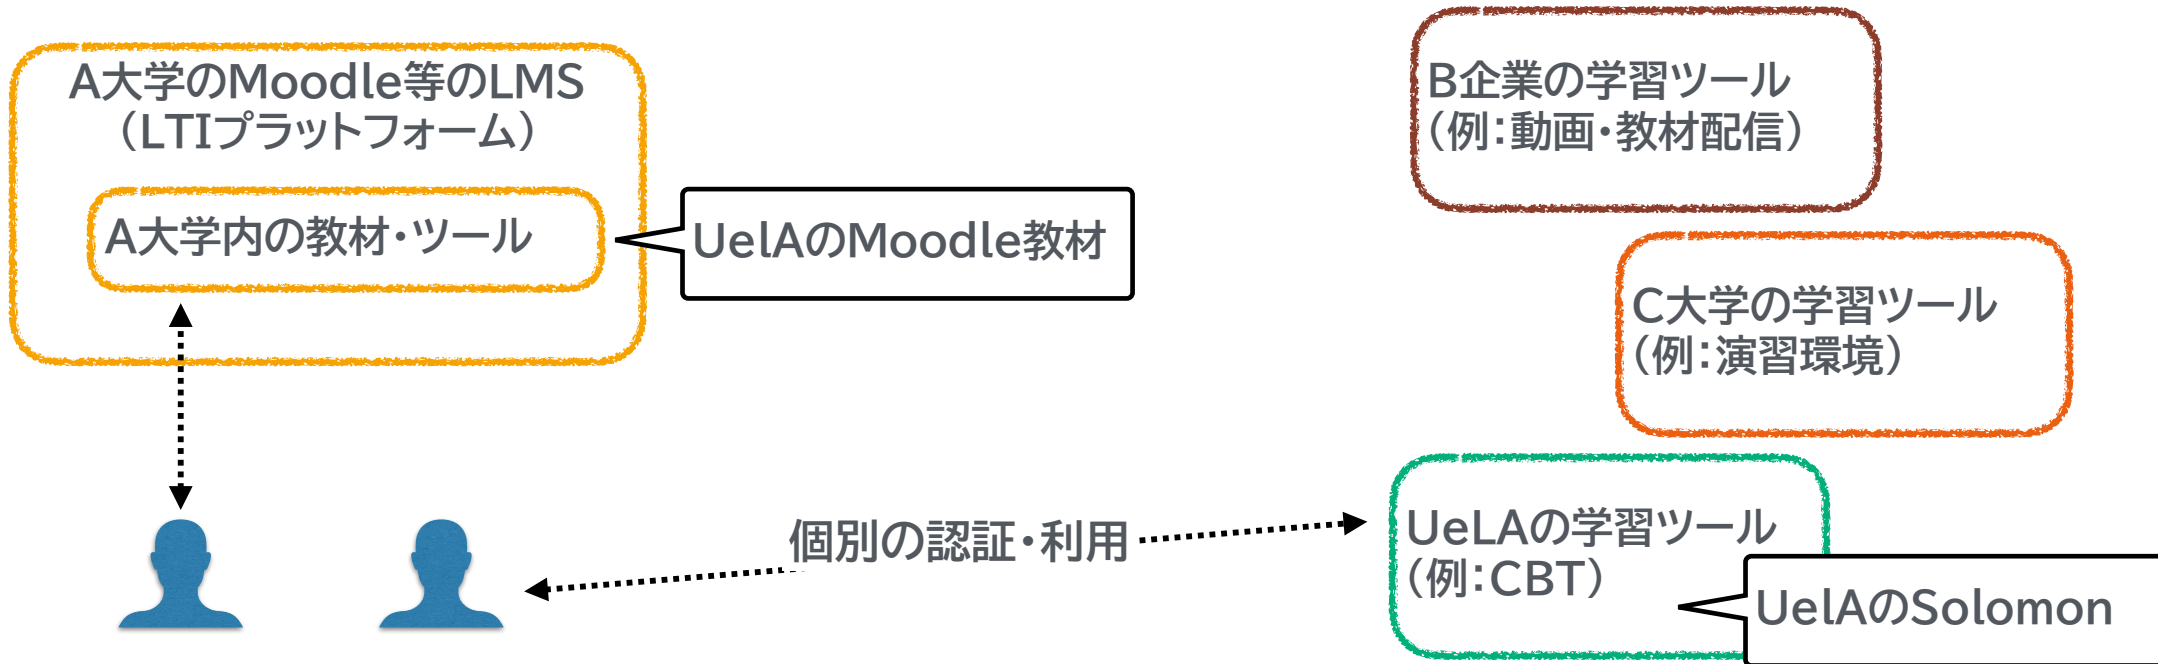 A大学のMoodle等のLMS
（LTIプラットフォーム）
A大学内の教材・ツール
UelAのMoodle教材
B企業の学習ツール
（例：動画・教材配信）
C大学の学習ツール
（例：演習環境）
個別の認証・利用
UeLAの学習ツール
（例：CBT）
UelAのSolomon